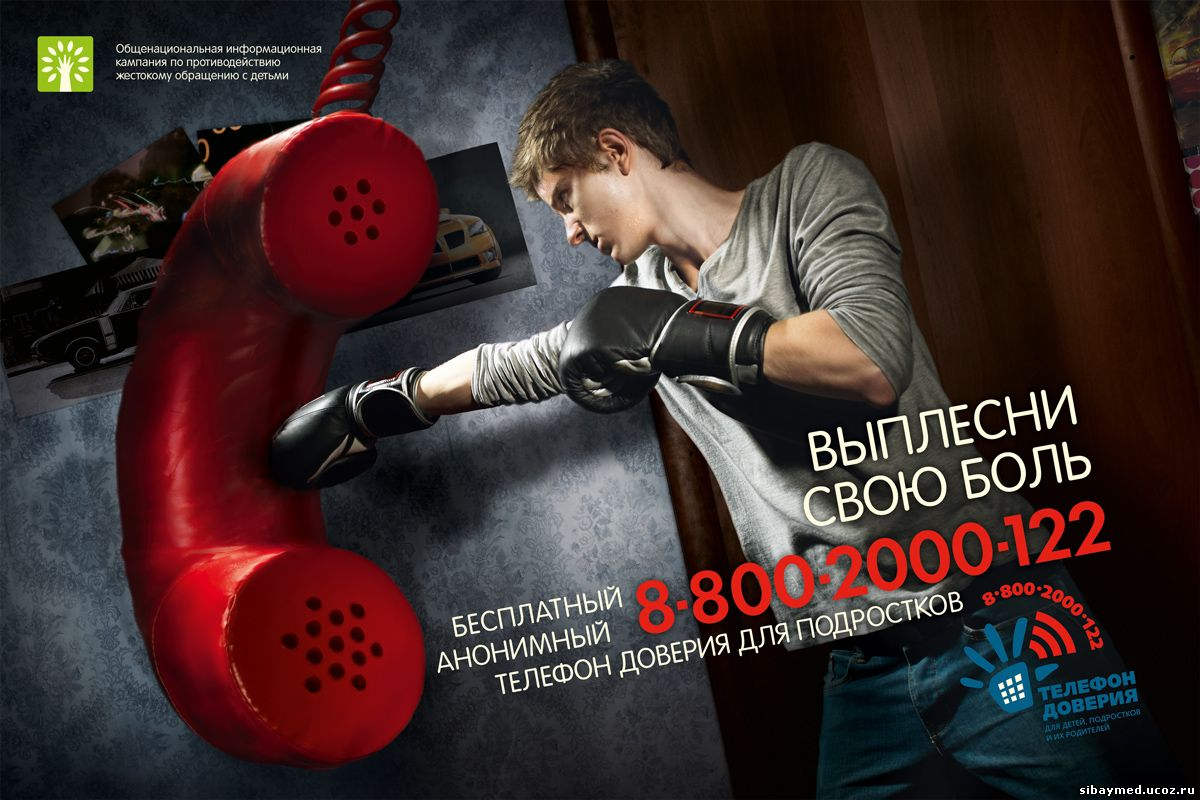 Общенациональная информационная
кампания по противодействию
жестокому обращению с детьми
ВЫПЛЕСНИ
СВОЮ БОЛЬ
БЕСПЛАТНЫЙ
АНОНИМНЫЙ
8-800-2000-122
ТЕЛЕФОН ДОВЕРИЯ ДЛЯ ПОДРОСТКОВ
8-800-2000-122
ТЕЛЕФОН
ДОВЕРИЯ
ДЛЯ ДЕТЕЙ, ПОДРОСТКОВ
И ИХ РОДИТЕЛЕЙ
sibaymed.ucoz.ru